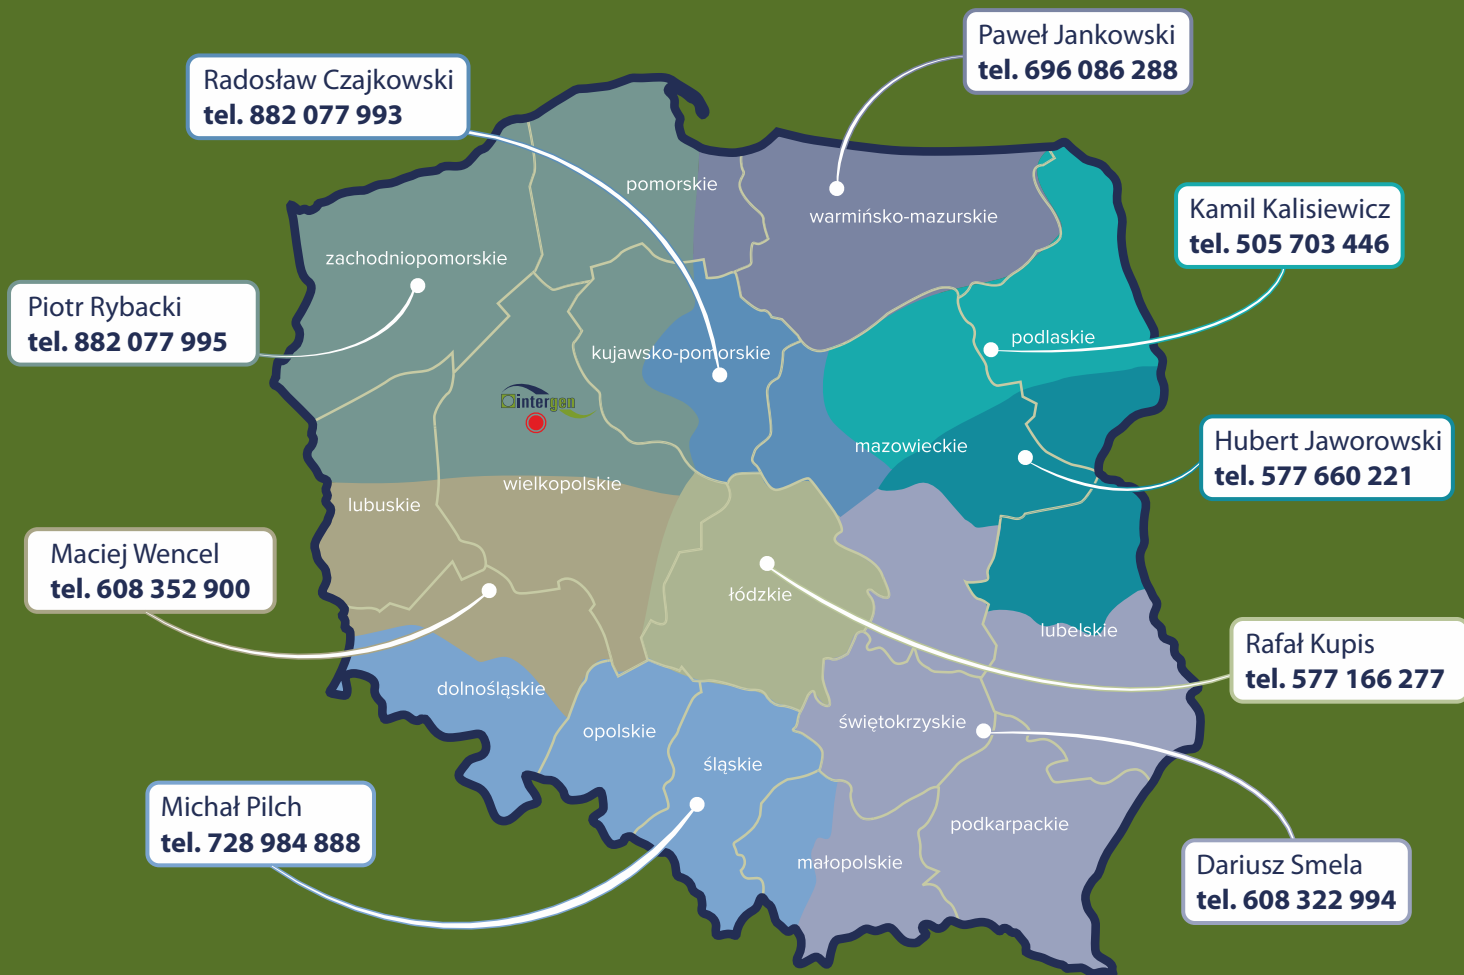 Paweł Jankowski
tel. 696 086 288
Radosław Czajkowski
tel. 882 077 993
pomorskie
warmińsko-mazurskie
Kamil Kalisiewicz
tel. 505 703 446
zachodniopomorskie
Piotr Rybacki
tel. 882 077 995
podlaskie
kujawsko-pomorskie
intergen
mazowieckie
Hubert Jaworowski
tel. 577 660 221
wielkopolskie
lubuskie
Maciej Wencel
tel. 608 352 900
łódzkie
lubelskie
Rafał Kupis
tel. 577 166 277
dolnośląskie
opolskie
świętokrzyskie
śląskie
Michał Pilch
tel. 728 984 888
podkarpackie
małopolskie
Dariusz Smela
tel. 608 322 994